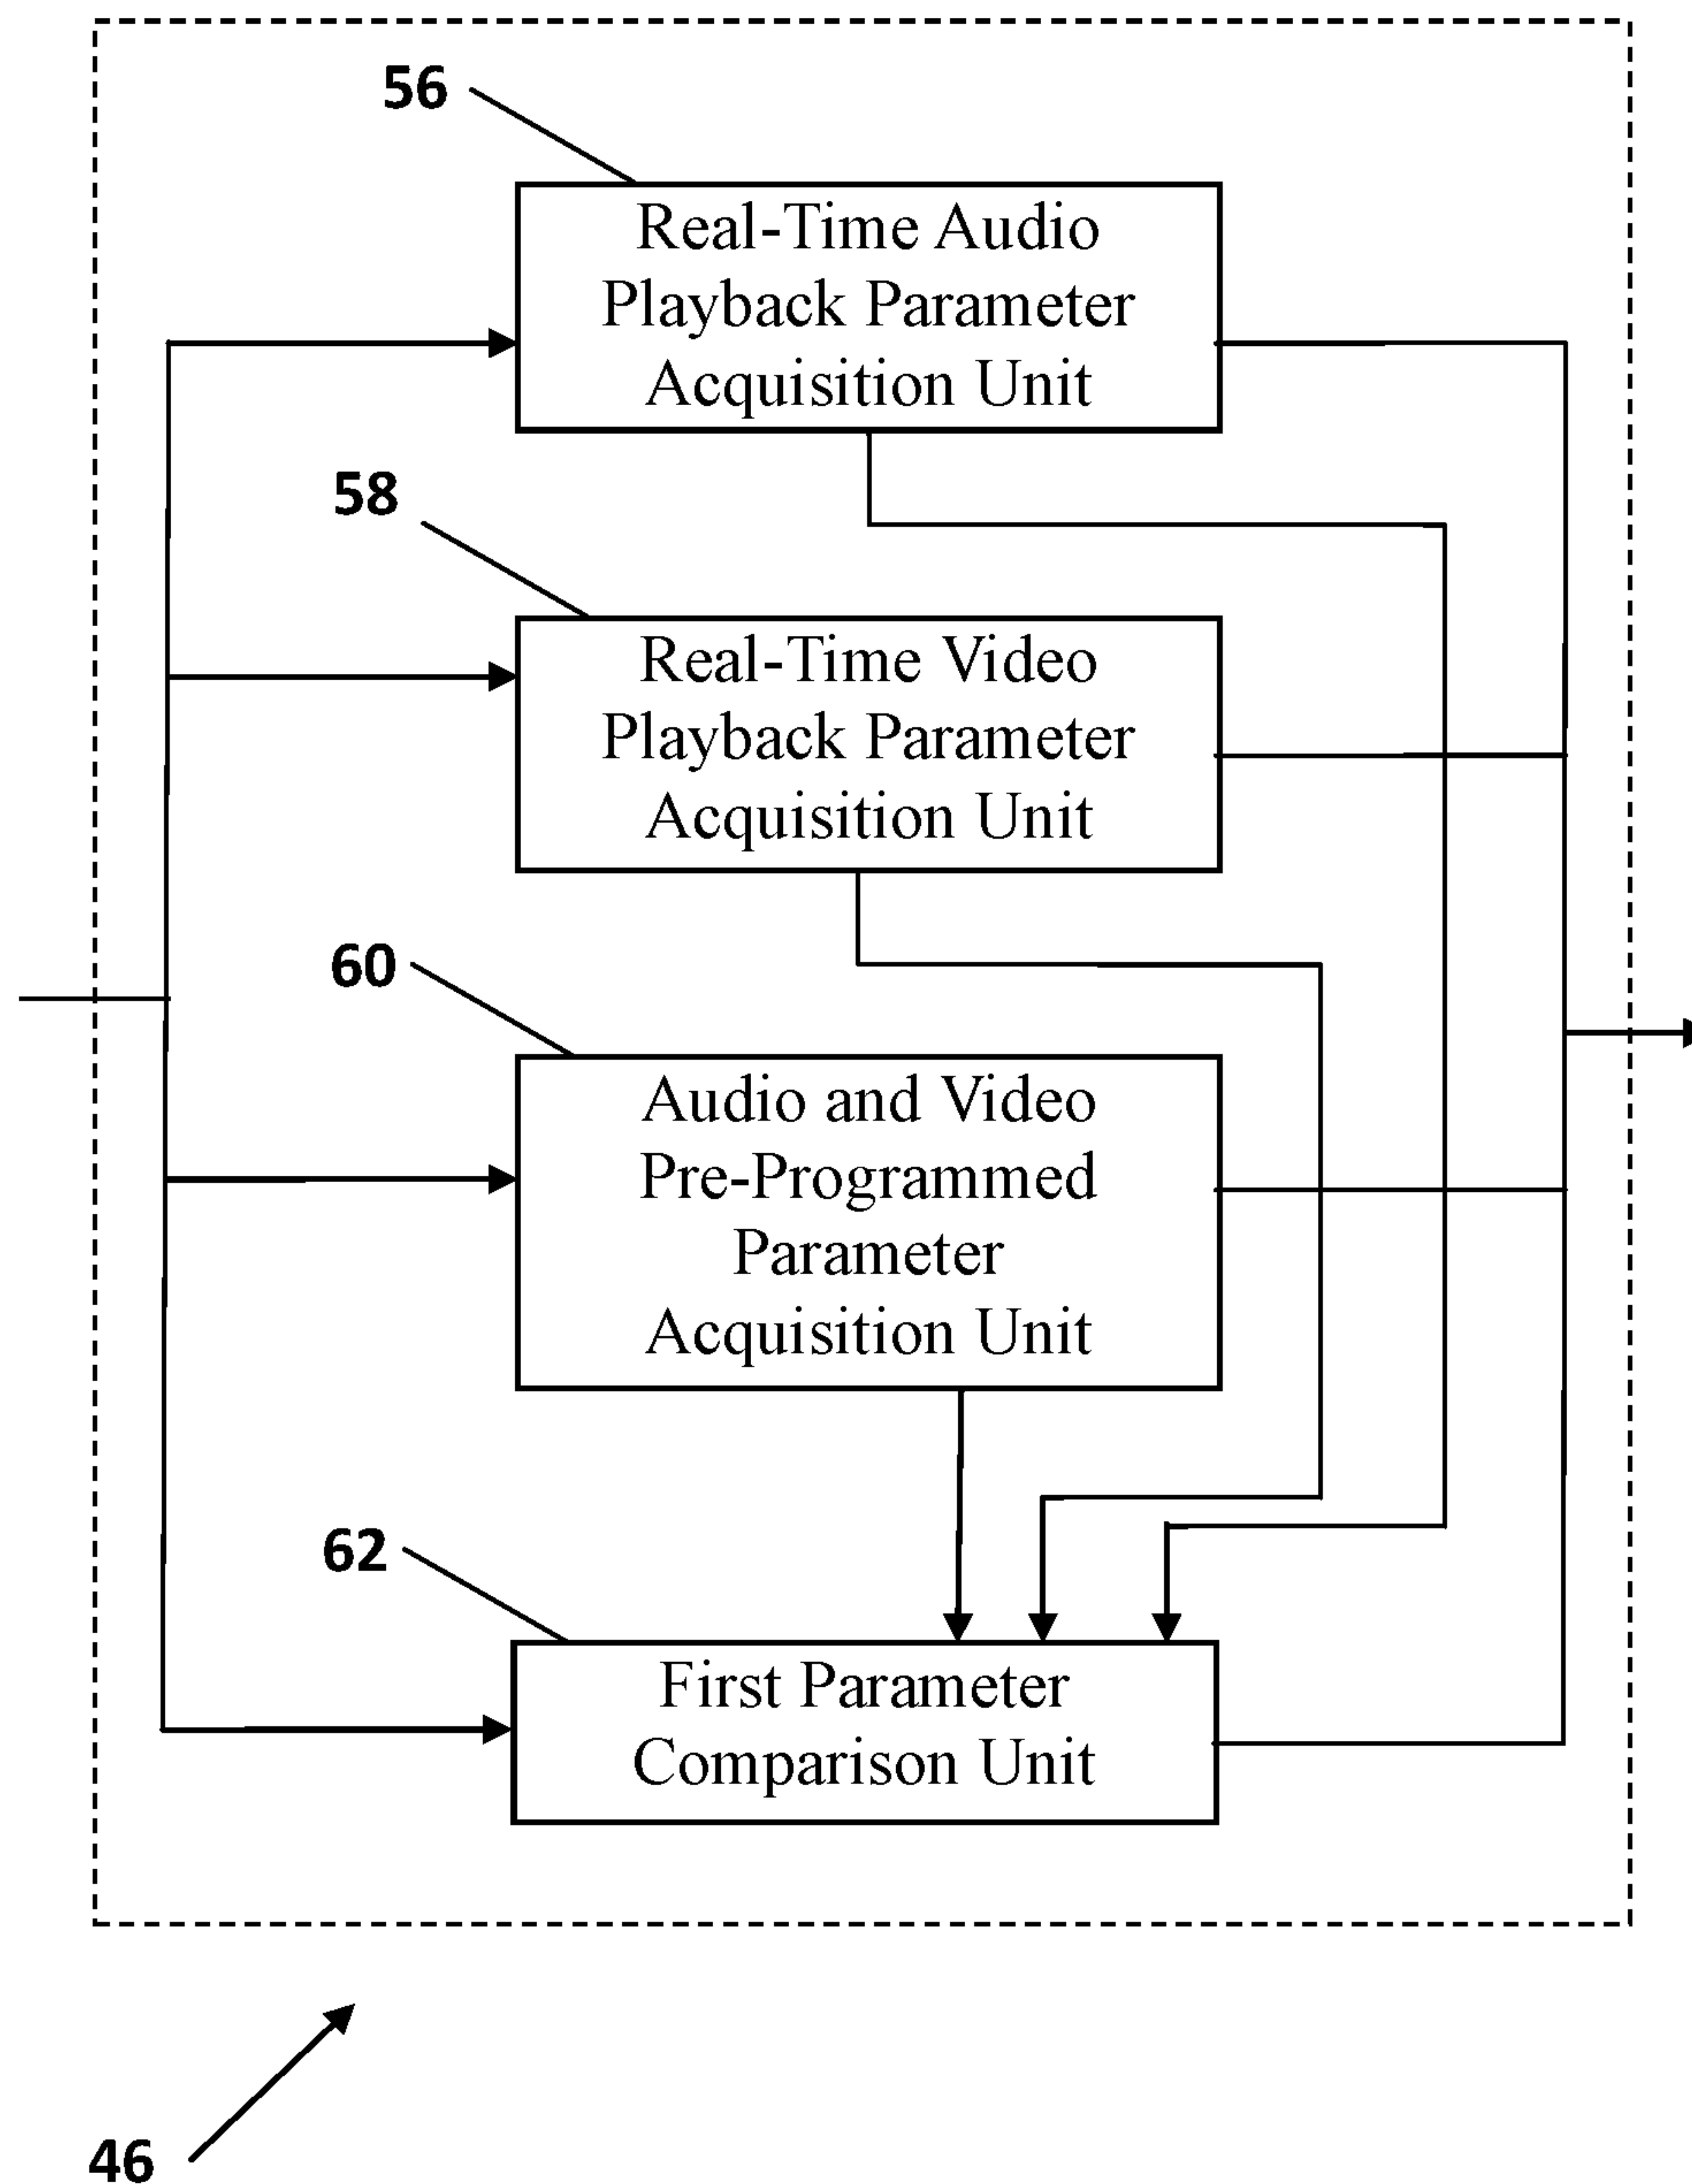 56
Real-Time Audio
Playback Parameter
Acquisition Unit
58
Real-Time Video
Playback Parameter
Acquisition Unit
60
Audio and Video
Pre-Programmed
Parameter
Acquisition Unit
62
First Parameter
Comparison Unit
46